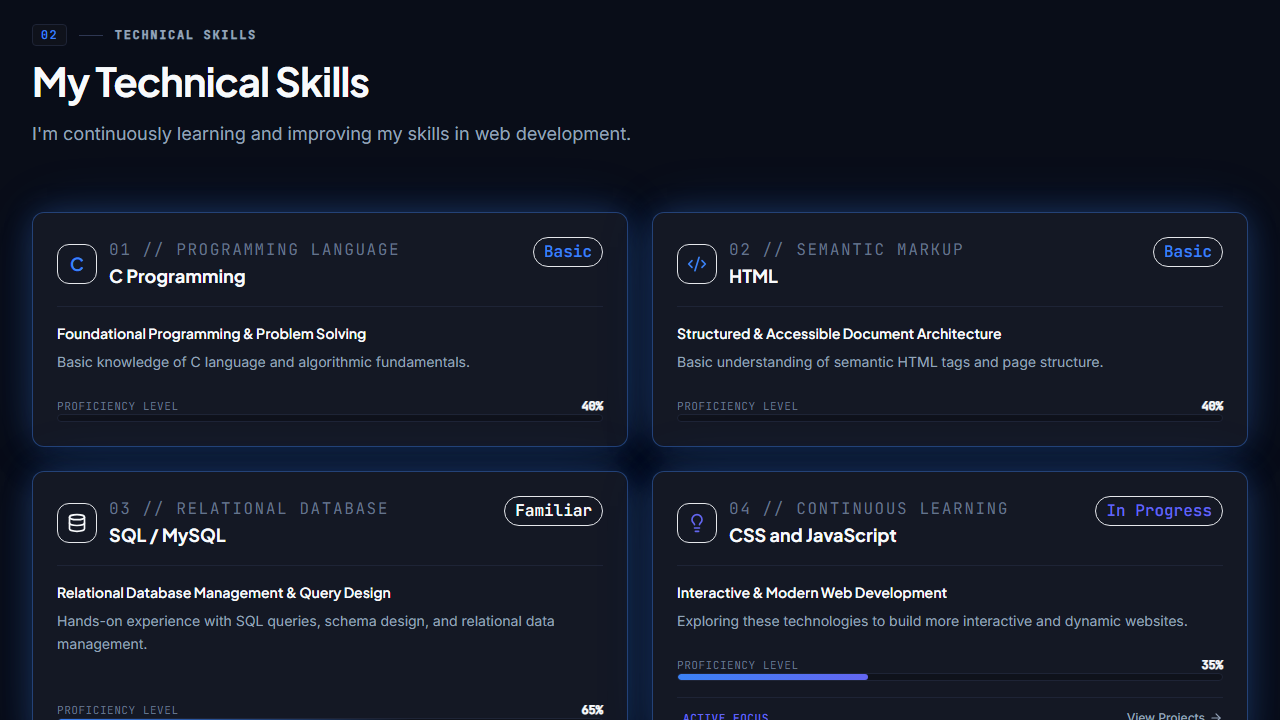 02 TECHNICAL SKILLS
My Technical Skills
I'm continuously learning and improving my skills in web development.
C
01 // PROGRAMMING LANGUAGE
C Programming
Basic
Foundational Programming & Problem Solving
Basic knowledge of C language and algorithmic fundamentals.
PROFICIENCY LEVEL 40%
02 // SEMANTIC MARKUP
HTML
Basic
Structured & Accessible Document Architecture
Basic understanding of semantic HTML tags and page structure.
PROFICIENCY LEVEL 40%
03 // RELATIONAL DATABASE
SQL / MySQL
Familiar
Relational Database Management & Query Design
Hands-on experience with SQL queries, schema design, and relational data
management.
PROFICIENCY LEVEL 65%
04 // CONTINUOUS LEARNING
CSS and JavaScript
In Progress
Interactive & Modern Web Development
Exploring these technologies to build more interactive and dynamic websites.
PROFICIENCY LEVEL 35%
ACTIVE FOCUS View Projects →